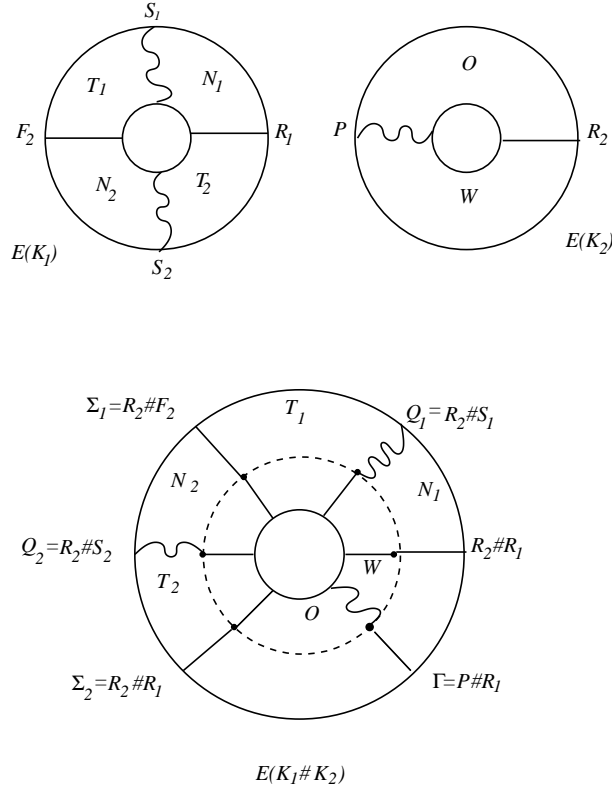 S₁
T₁
N₁
F₂
R₁
N₂
T₂
S₂
E(K₁)
O
P
R₂
W
E(K₂)
Σ₁=R₂#F₂
T₁
Q₁=R₂#S₁
N₂
N₁
Q₂=R₂#S₂
R₂#R₁
T₂
W
O
Σ₂=R₂#R₁
Γ=P#R₁
E(K₁#K₂)